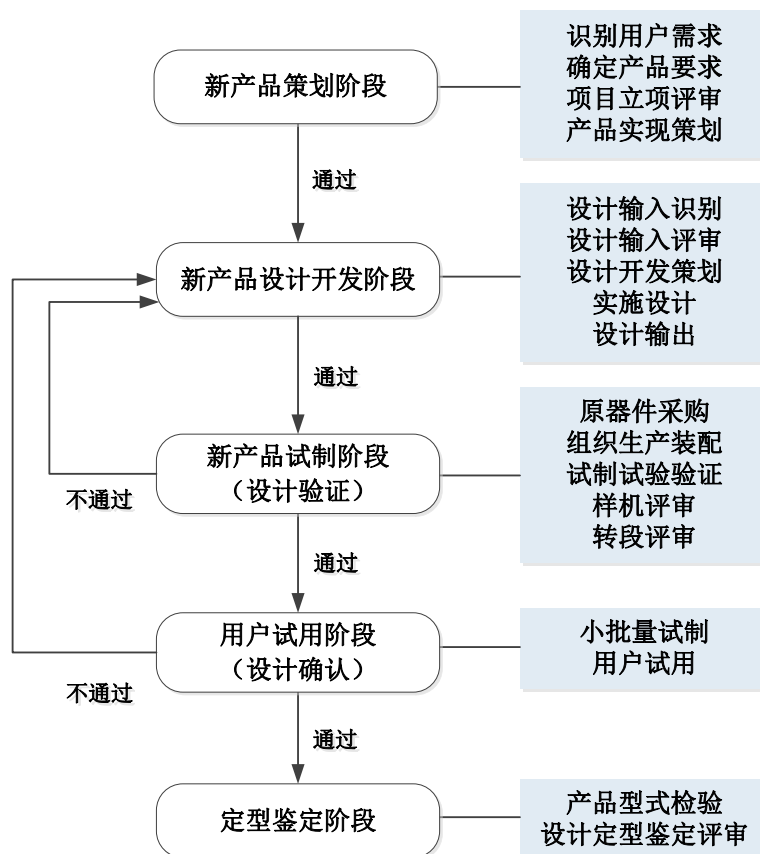 新产品策划阶段
识别用户需求
确定产品要求
项目立项评审
产品实现策划
通过
新产品设计开发阶段
设计输入识别
设计输入评审
设计开发策划
实施设计
设计输出
通过
新产品试制阶段
（设计验证）
原器件采购
组织生产装配
试制试验验证
样机评审
转段评审
不通过
通过
用户试用阶段
（设计确认）
小批量试制
用户试用
不通过
通过
定型鉴定阶段
产品型式检验
设计定型鉴定评审